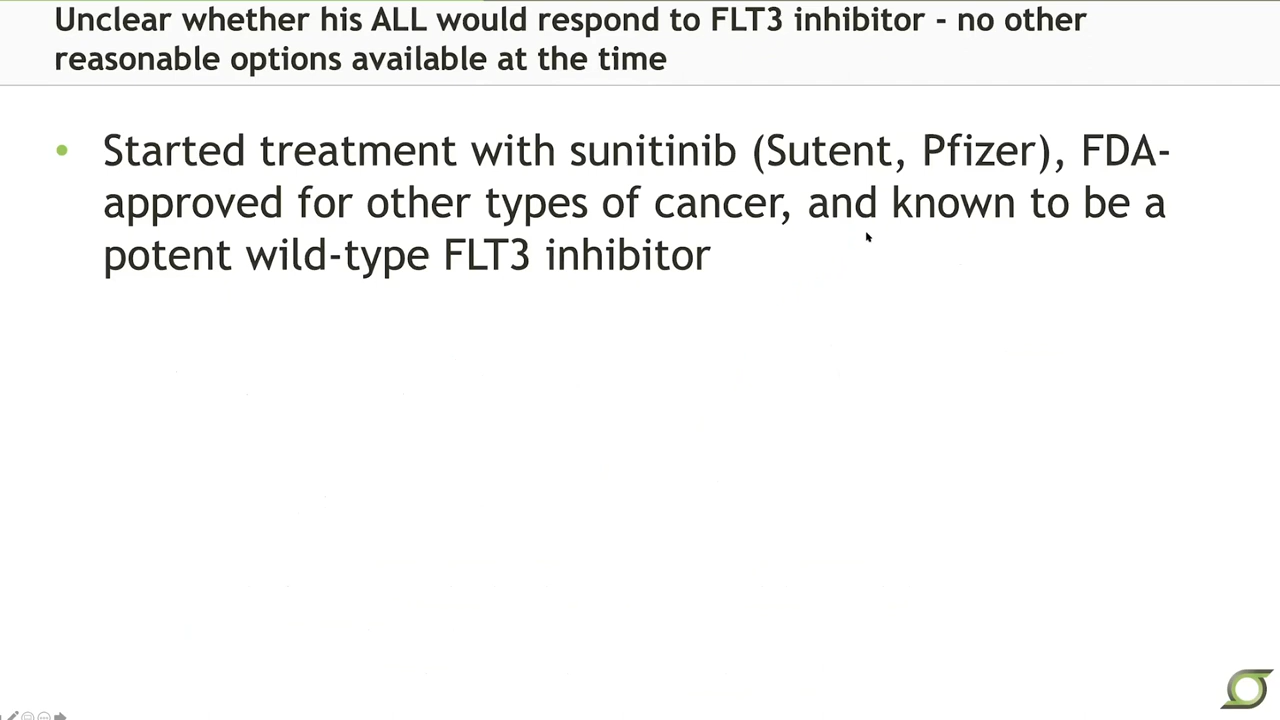 Unclear whether his ALL would respond to FLT3 inhibitor - no other
reasonable options available at the time
• Started treatment with sunitinib (Sutent, Pfizer), FDA-
approved for other types of cancer, and known to be a
potent wild-type FLT3 inhibitor